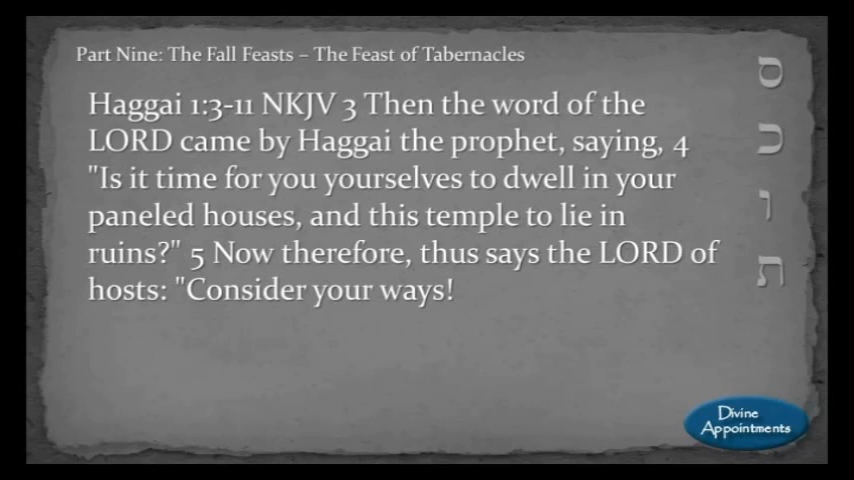 Part Nine: The Fall Feasts – The Feast of Tabernacles
Haggai 1:3-11 NKJV 3 Then the word of the
LORD came by Haggai the prophet, saying, 4
"Is it time for you yourselves to dwell in your
paneled houses, and this temple to lie in
ruins?" 5 Now therefore, thus says the LORD of
hosts: "Consider your ways!
ס
כ
ו
ת
Divine
Appointments